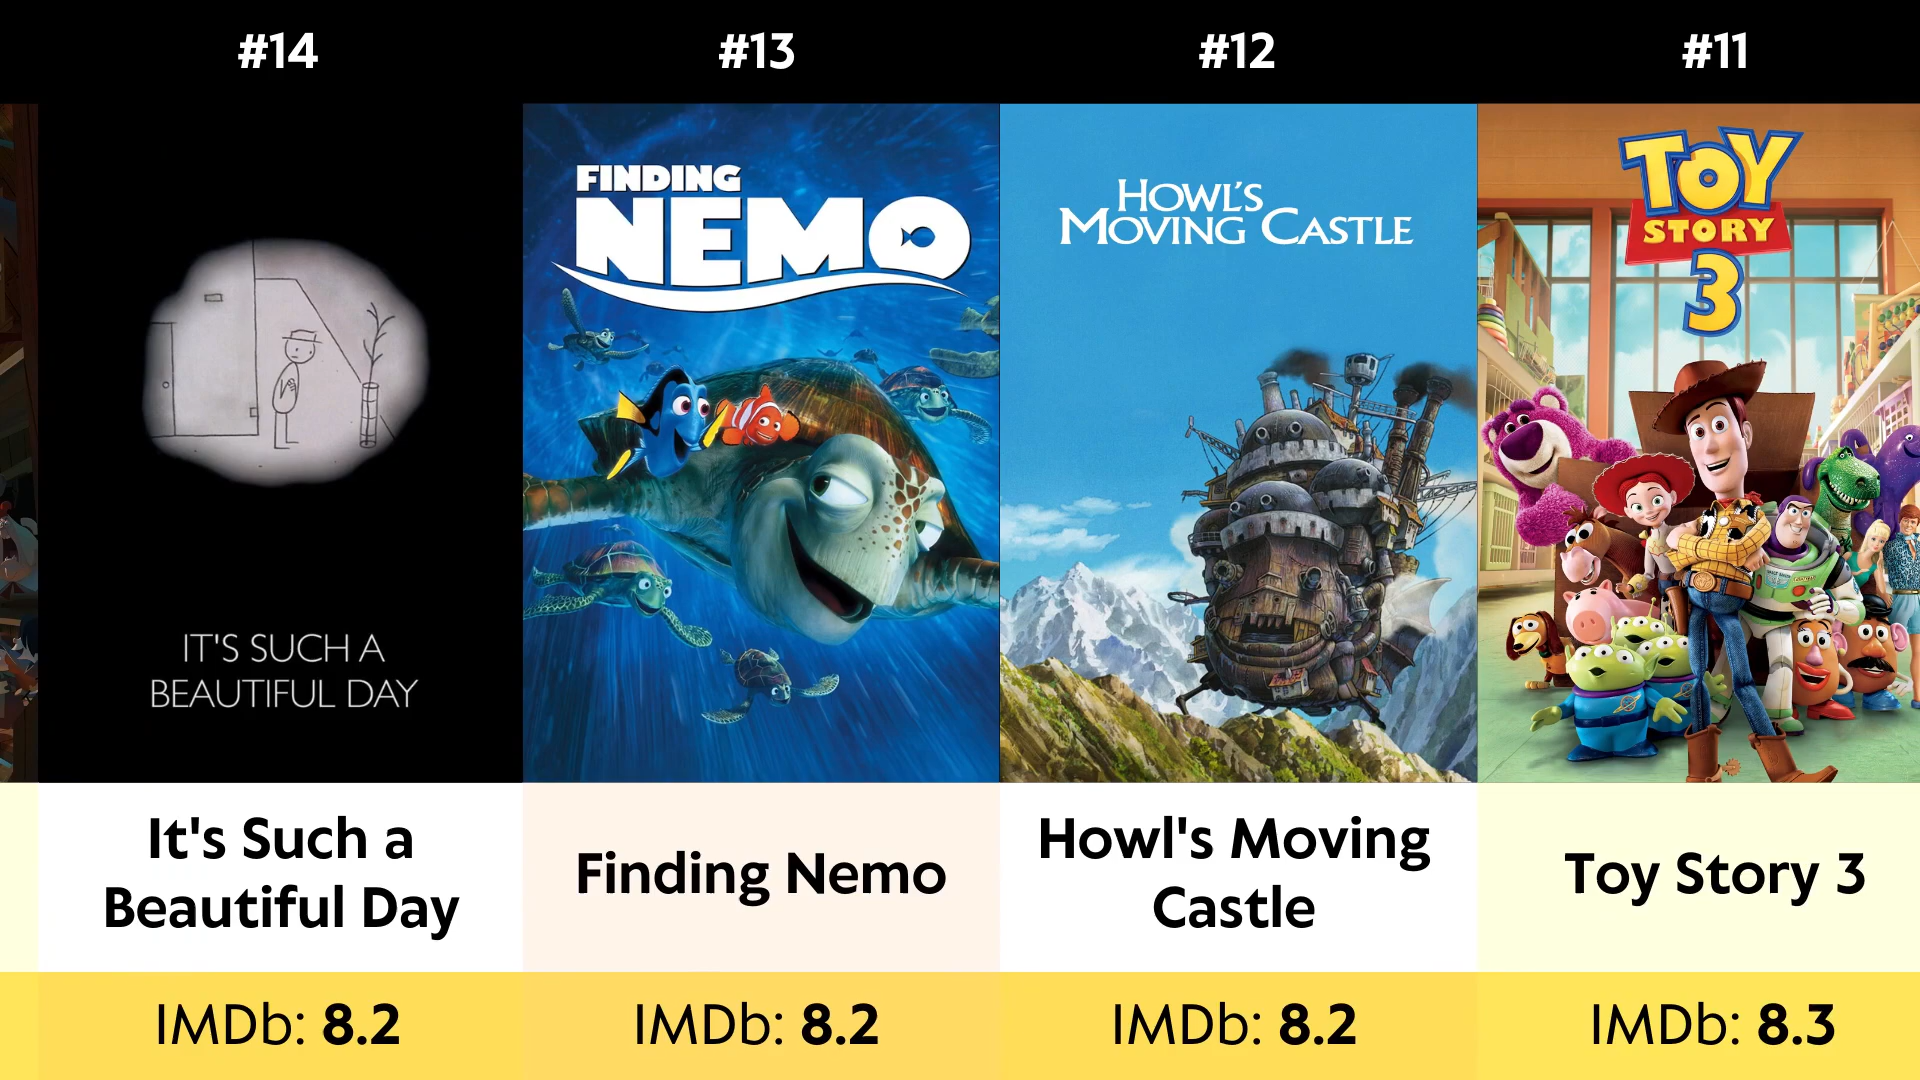 #14
#13
#12
#11
IT'S SUCH A
BEAUTIFUL DAY
FINDING
NEMO
HOWL'S
MOVING CASTLE
TOY
STORY
3
It's Such a
Beautiful Day
Finding Nemo
Howl's Moving
Castle
Toy Story 3
IMDb: 8.2
IMDb: 8.2
IMDb: 8.2
IMDb: 8.3